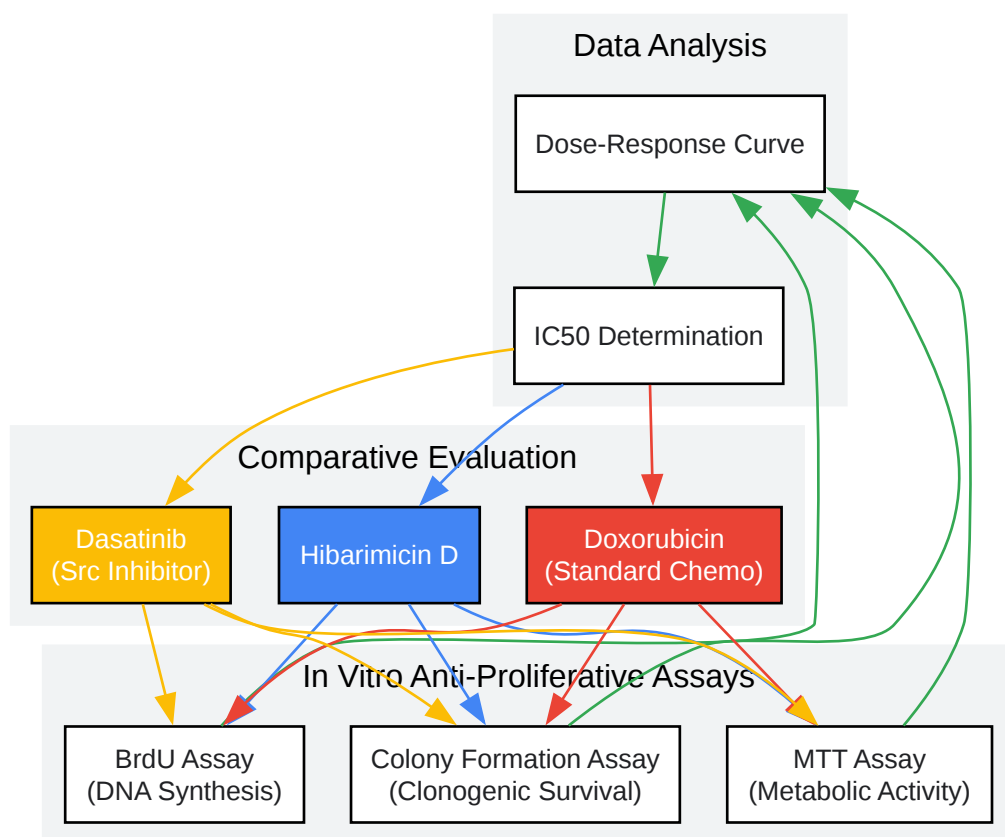 Data Analysis
Dose-Response Curve
IC50 Determination
Comparative Evaluation
Dasatinib
(Src Inhibitor)
Hibarimicin D
Doxorubicin
(Standard Chemo)
In Vitro Anti-Proliferative Assays
BrdU Assay
(DNA Synthesis)
Colony Formation Assay
(Clonogenic Survival)
MTT Assay
(Metabolic Activity)